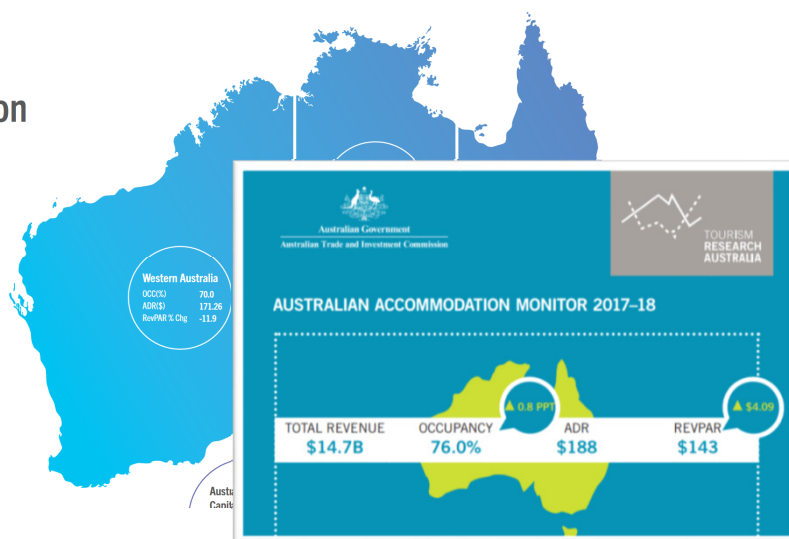 on
Western Australia
OCC(%) 70.0
ADR($) 171.26
RevPAR % Chg -11.9
Austra
Capit
Australian Government
Australian Trade and Investment Commission
TOURISM
RESEARCH
AUSTRALIA
AUSTRALIAN ACCOMMODATION MONITOR 2017–18
▲ 0.8 PPT
▲ $4.09
TOTAL REVENUE OCCUPANCY ADR REVPAR
$14.7B 76.0% $188 $143